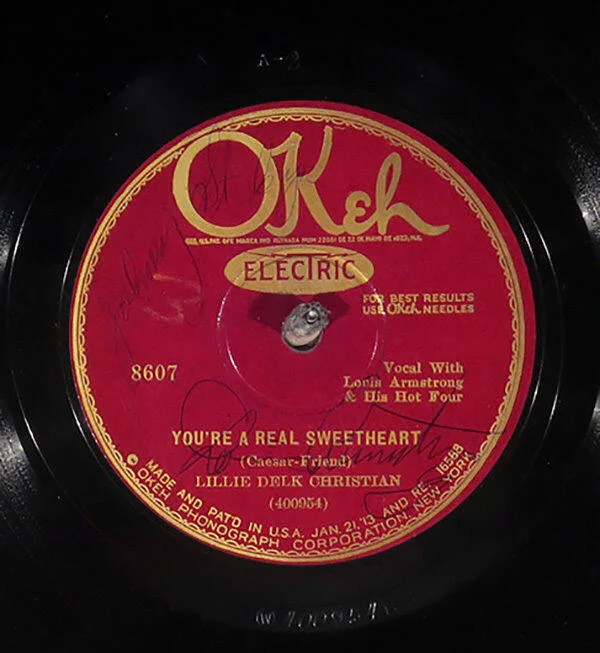 OKeh
ELECTRIC
FOR BEST RESULTS
USE OKeh NEEDLES
8607
Vocal With
Louis Armstrong
& His Hot Four
YOU'RE A REAL SWEETHEART
(Caesar-Friend)
LILLIE DELK CHRISTIAN
(400954)
MADE AND PAT'D IN U.S.A. JAN. 21, '13 AND RE. 16588
OKEH PHONOGRAPH CORPORATION, NEW YORK